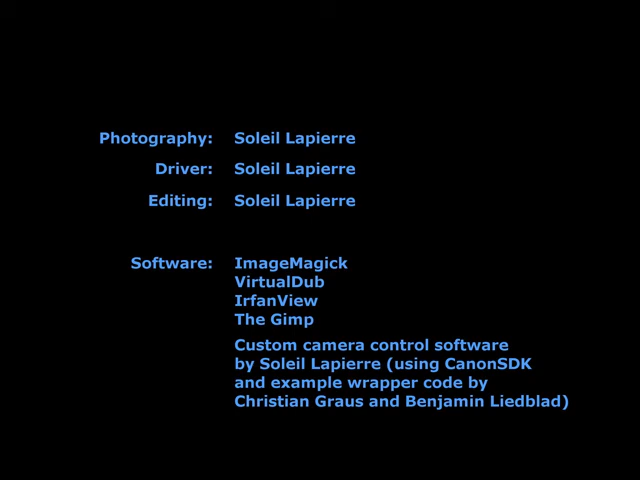 Photography: Soleil Lapierre
Driver: Soleil Lapierre
Editing: Soleil Lapierre
Software: ImageMagick
VirtualDub
IrfanView
The Gimp
Custom camera control software
by Soleil Lapierre (using CanonSDK
and example wrapper code by
Christian Graus and Benjamin Liedblad)